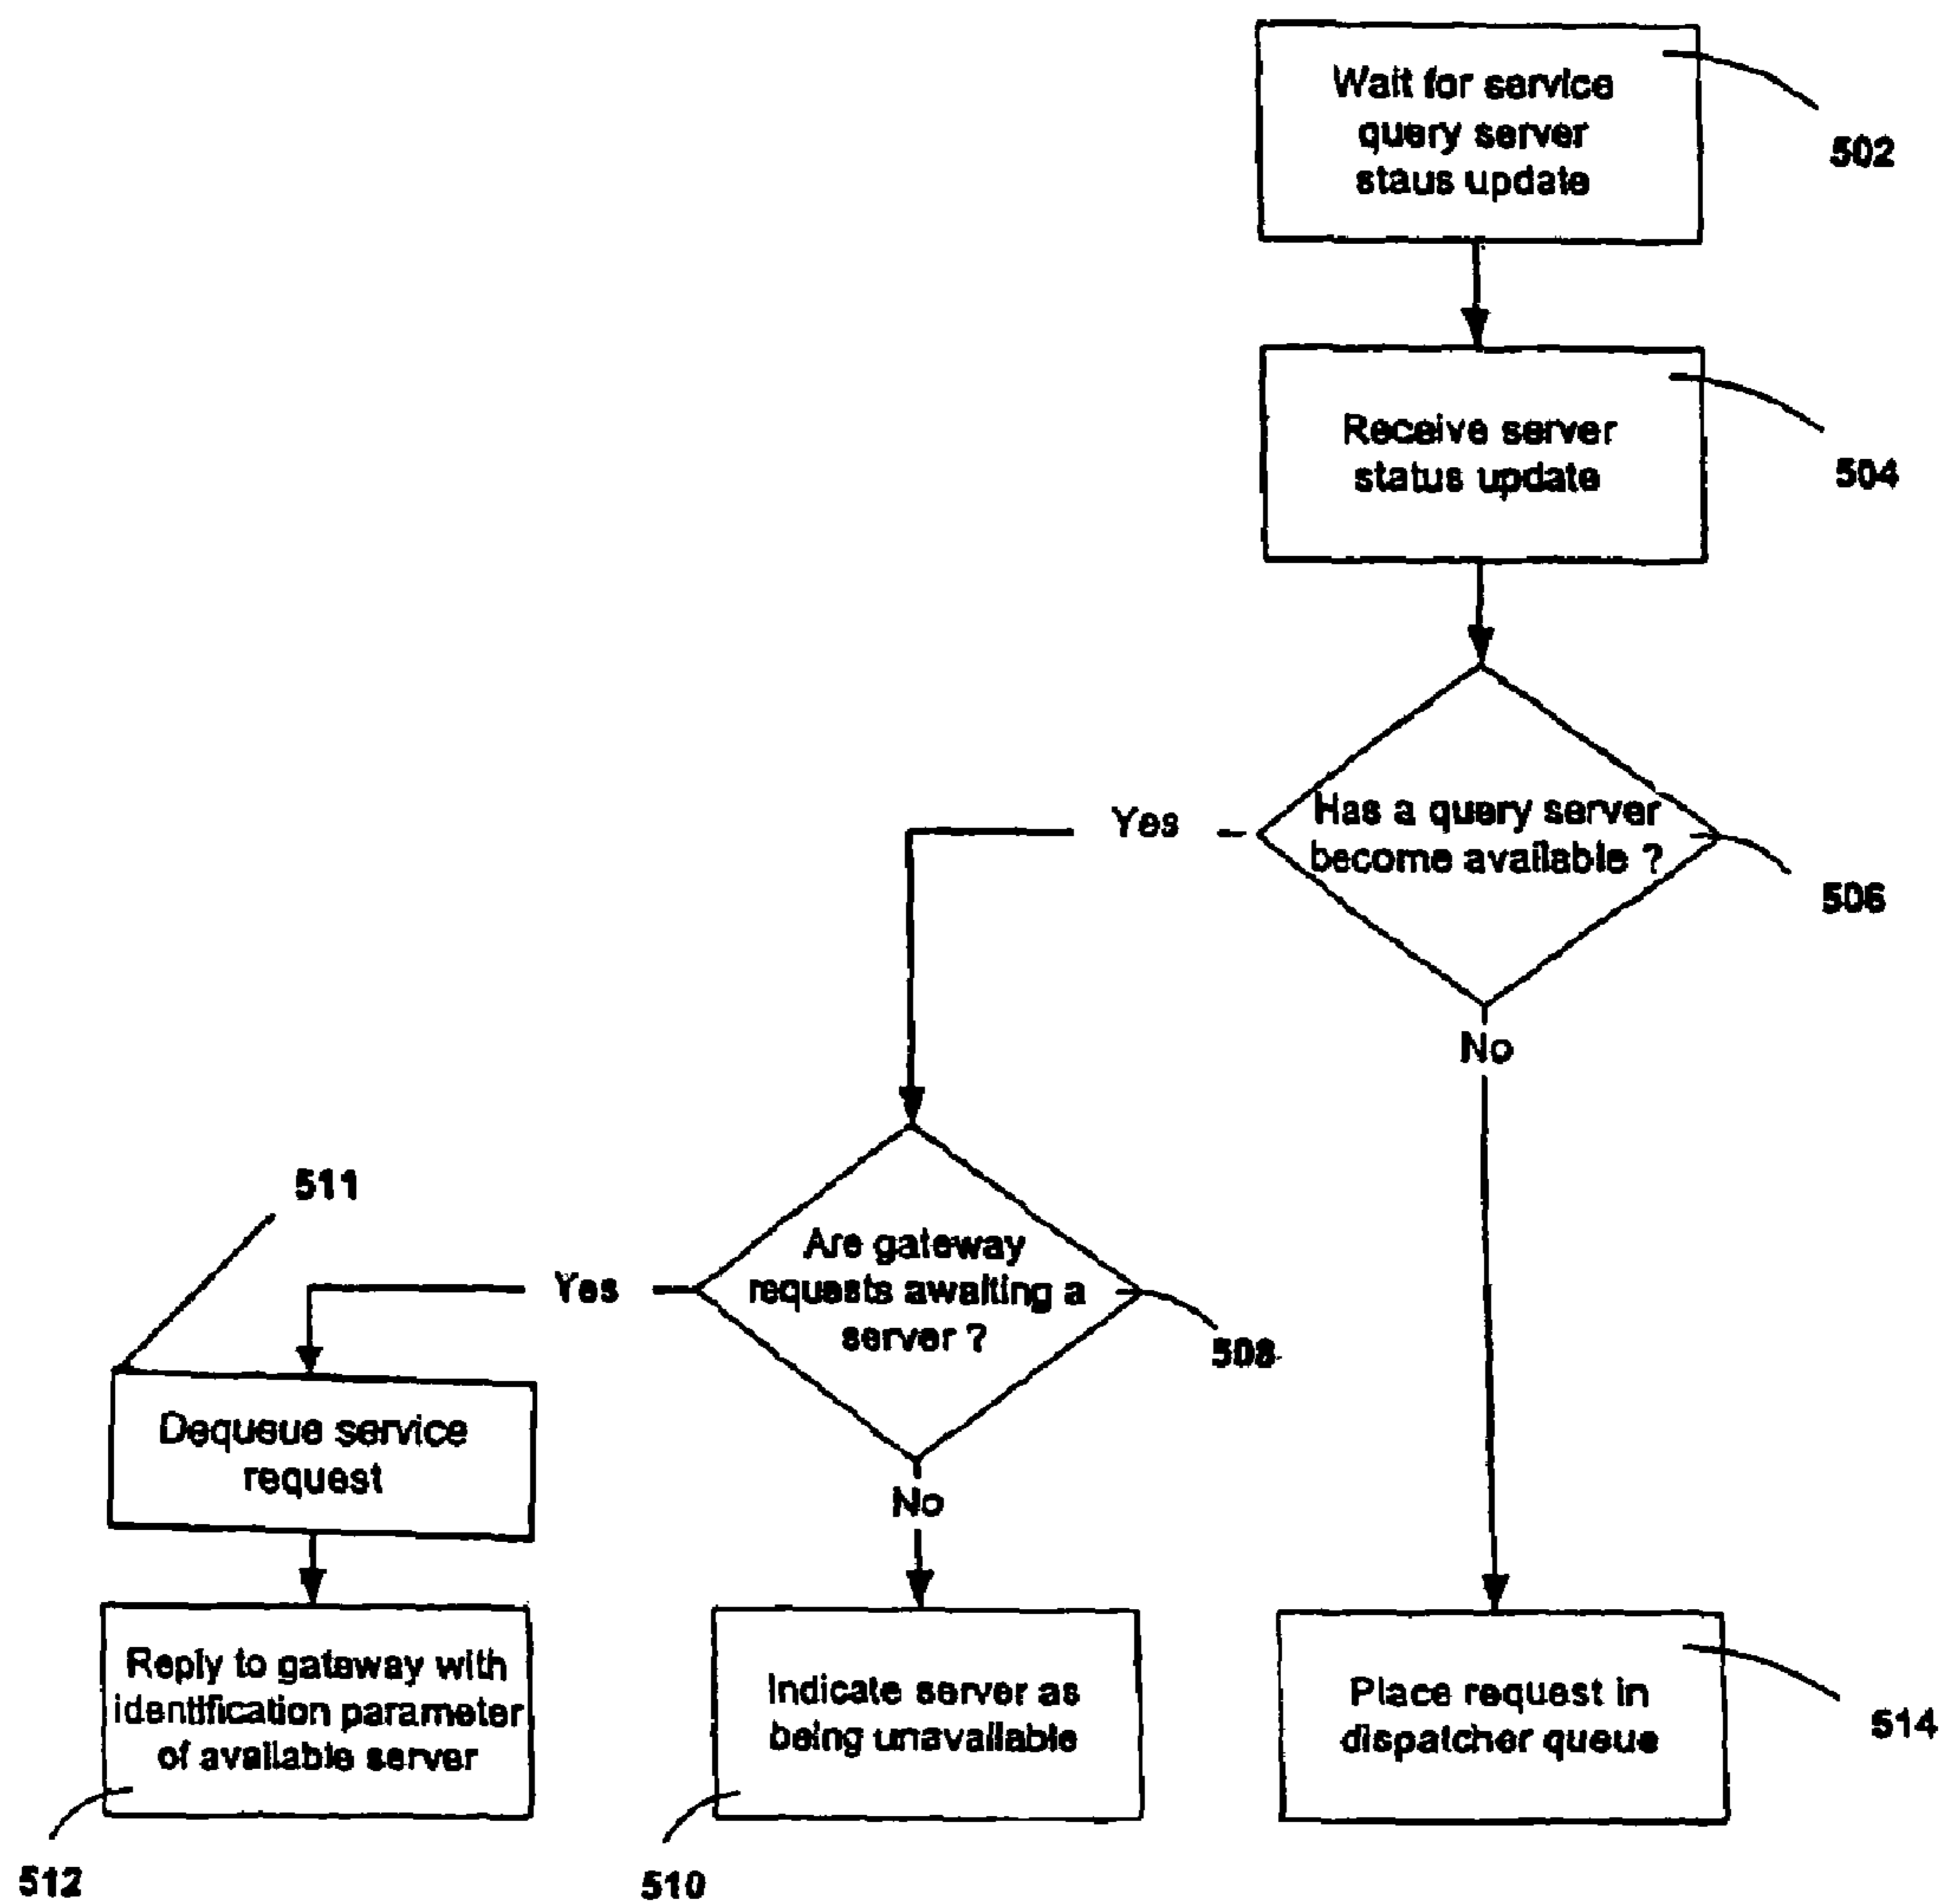 Wait for service
query server
staus update
502
Receive server
status update
504
Has a query server
become available ?
506
Yes
No
Are gateway
requests awaiting a
server ?
508
Yes
No
511
Dequeue service
request
Reply to gateway with
identification parameter
of available server
512
Indicate server as
being unavailable
510
Place request in
dispatcher queue
514